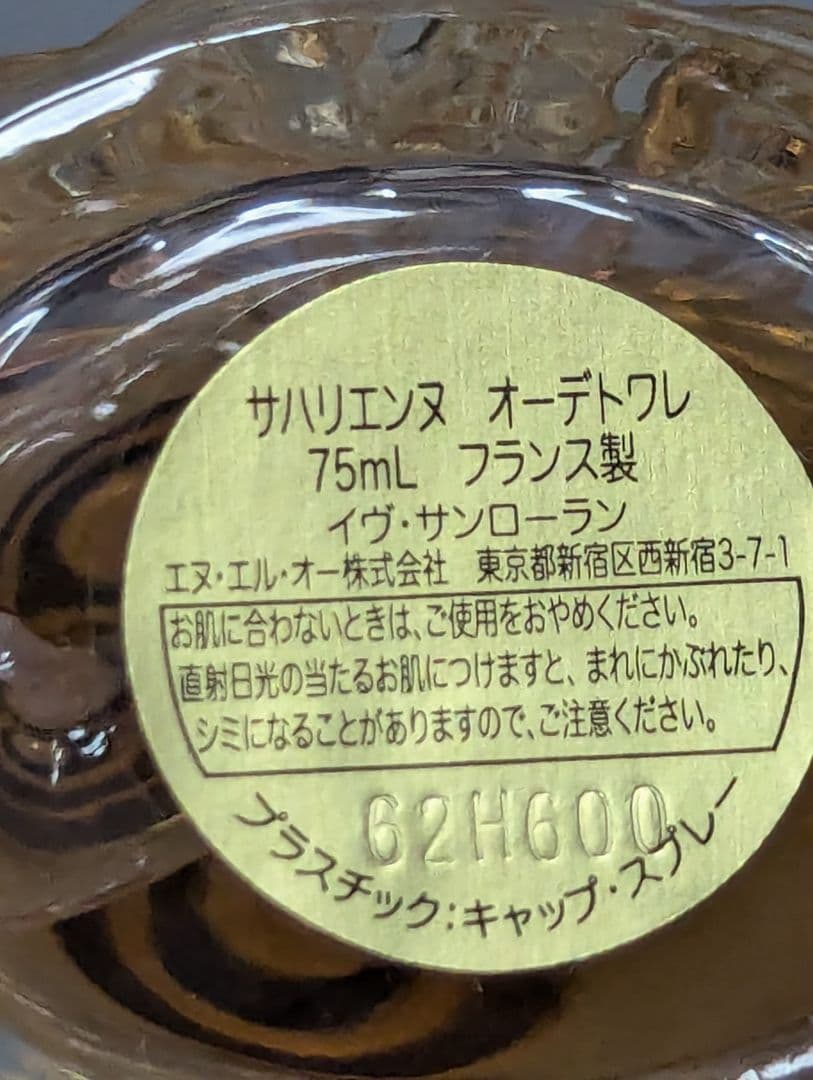 サハリエンヌ オーデトワレ
75mL フランス製
イヴ・サンローラン
エヌ・エル・オー株式会社 東京都新宿区西新宿3-7-1
お肌に合わないときは、ご使用をおやめください。
直射日光の当たるお肌につけますと、まれにかぶれたり、
シミになることがありますので、ご注意ください。
62H600
プラスチック:キャップ・スプレー